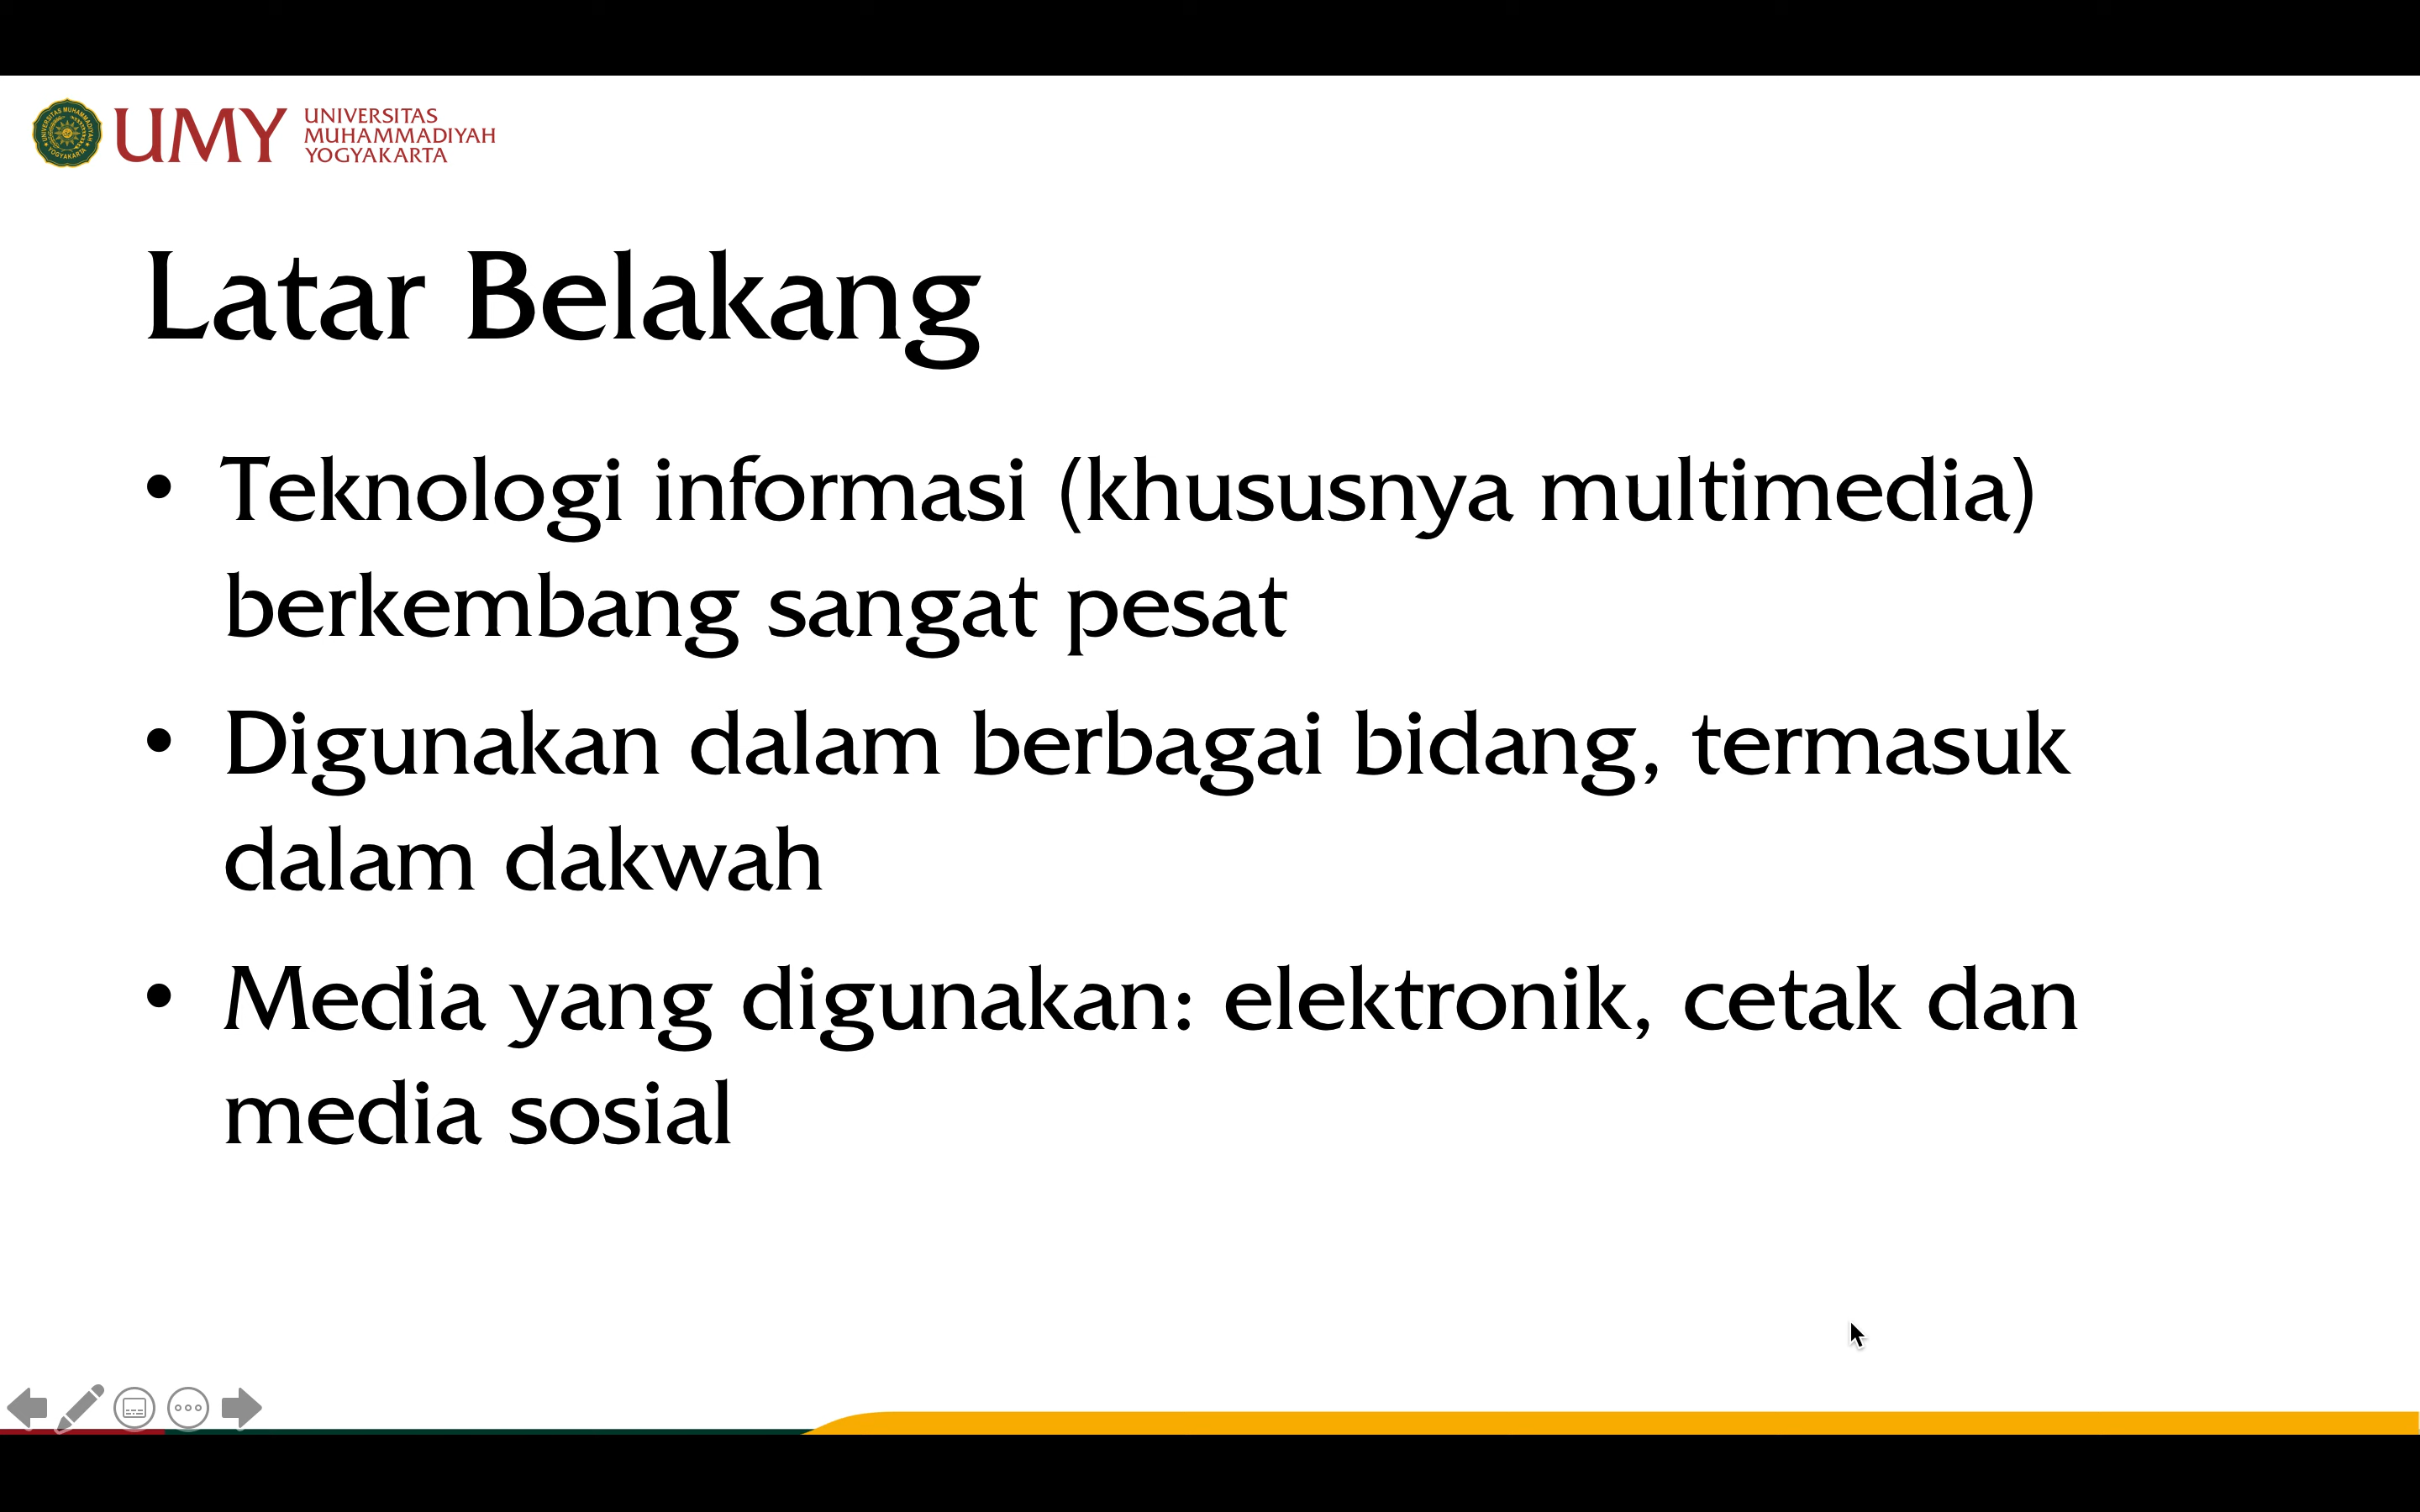 UMY
UNIVERSITAS
MUHAMMADIYAH
YOGYAKARTA
Latar Belakang
• Teknologi informasi (khususnya multimedia)
berkembang sangat pesat
• Digunakan dalam berbagai bidang, termasuk
dalam dakwah
• Media yang digunakan: elektronik, cetak dan
media sosial